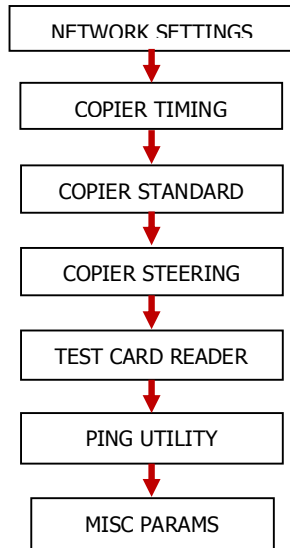 NETWORK SETTINGS
COPIER TIMING
COPIER STANDARD
COPIER STEERING
TEST CARD READER
PING UTILITY
MISC PARAMS